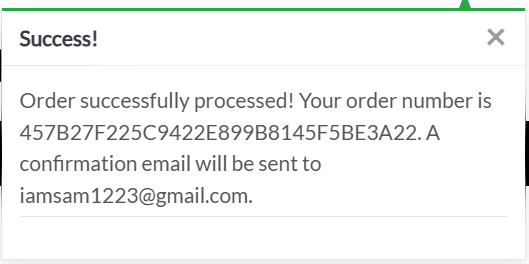 Success!
Order successfully processed! Your order number is
457B27F225C9422E899B8145F5BE3A22. A
confirmation email will be sent to
iamsam1223@gmail.com.